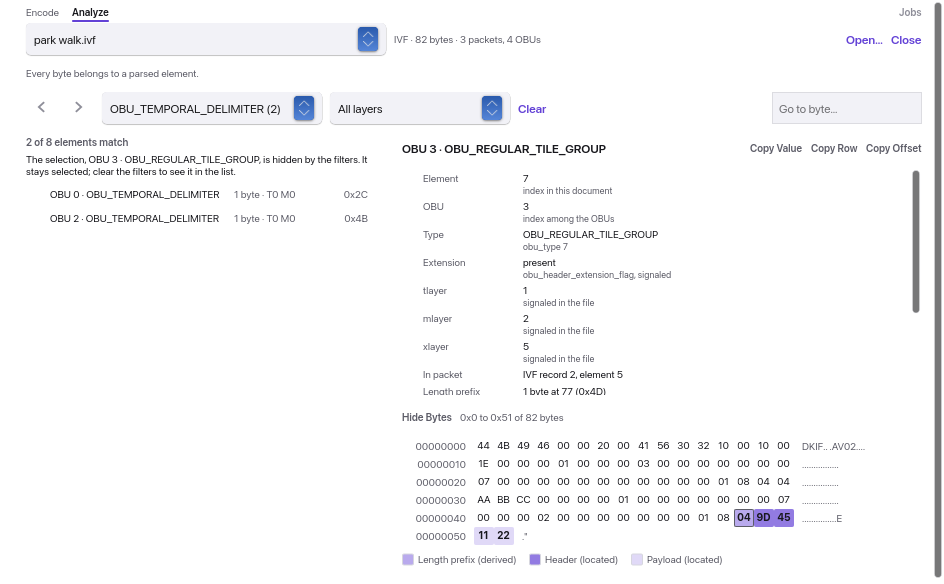 Encode Analyze Jobs
park walk.ivf IVF · 82 bytes · 3 packets, 4 OBUs Open... Close
Every byte belongs to a parsed element.
OBU_TEMPORAL_DELIMITER (2) All layers Clear Go to byte...
2 of 8 elements match
The selection, OBU 3 · OBU_REGULAR_TILE_GROUP, is hidden by the filters. It
stays selected; clear the filters to see it in the list.
OBU 0 · OBU_TEMPORAL_DELIMITER 1 byte · T0 M0 0x2C
OBU 2 · OBU_TEMPORAL_DELIMITER 1 byte · T0 M0 0x4B
OBU 3 · OBU_REGULAR_TILE_GROUP Copy Value Copy Row Copy Offset
Element 7
index in this document
OBU 3
index among the OBUs
Type OBU_REGULAR_TILE_GROUP
obu_type 7
Extension present
obu_header_extension_flag, signaled
tlayer 1
signaled in the file
mlayer 2
signaled in the file
xlayer 5
signaled in the file
In packet IVF record 2, element 5
Length prefix 1 byte at 77 (0x4D)
Hide Bytes 0x0 to 0x51 of 82 bytes
00000000 44 4B 49 46 00 00 20 00 41 56 30 32 10 00 10 00 DKIF.. .AV02....
00000010 1E 00 00 00 01 00 00 00 03 00 00 00 00 00 00 00 ................
00000020 07 00 00 00 00 00 00 00 00 00 00 00 01 08 04 04 ................
00000030 AA BB CC 00 00 00 00 01 00 00 00 00 00 00 00 07 ................
00000040 00 00 00 02 00 00 00 00 00 00 00 01 08 04 9D 45 ...............E
00000050 11 22 ."
Length prefix (derived) Header (located) Payload (located)